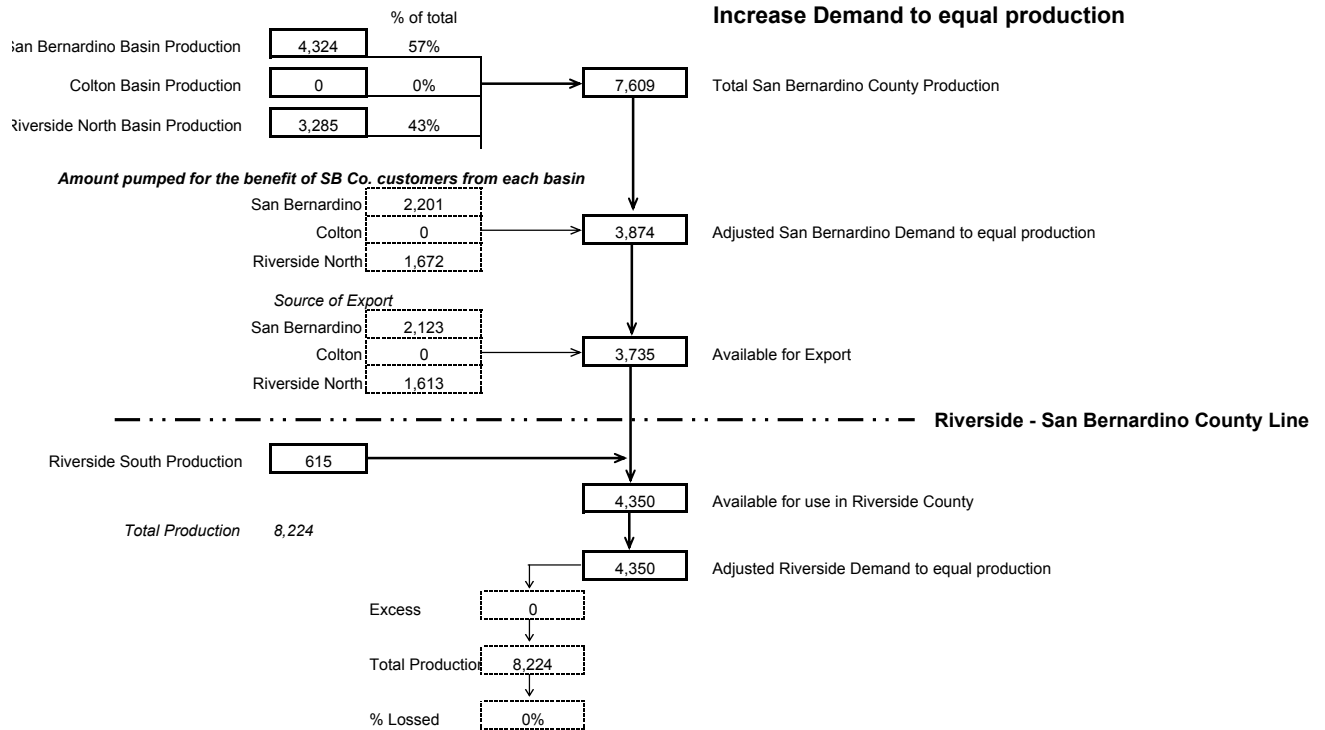 % of total
Increase Demand to equal production
San Bernardino Basin Production 4,324 57%
Colton Basin Production 0 0% 7,609 Total San Bernardino County Production
Riverside North Basin Production 3,285 43%
Amount pumped for the benefit of SB Co. customers from each basin
San Bernardino 2,201
Colton 0 3,874 Adjusted San Bernardino Demand to equal production
Riverside North 1,672
Source of Export
San Bernardino 2,123
Colton 0 3,735 Available for Export
Riverside North 1,613
Riverside - San Bernardino County Line
Riverside South Production 615
4,350 Available for use in Riverside County
Total Production 8,224
4,350 Adjusted Riverside Demand to equal production
Excess 0
Total Production 8,224
% Lossed 0%